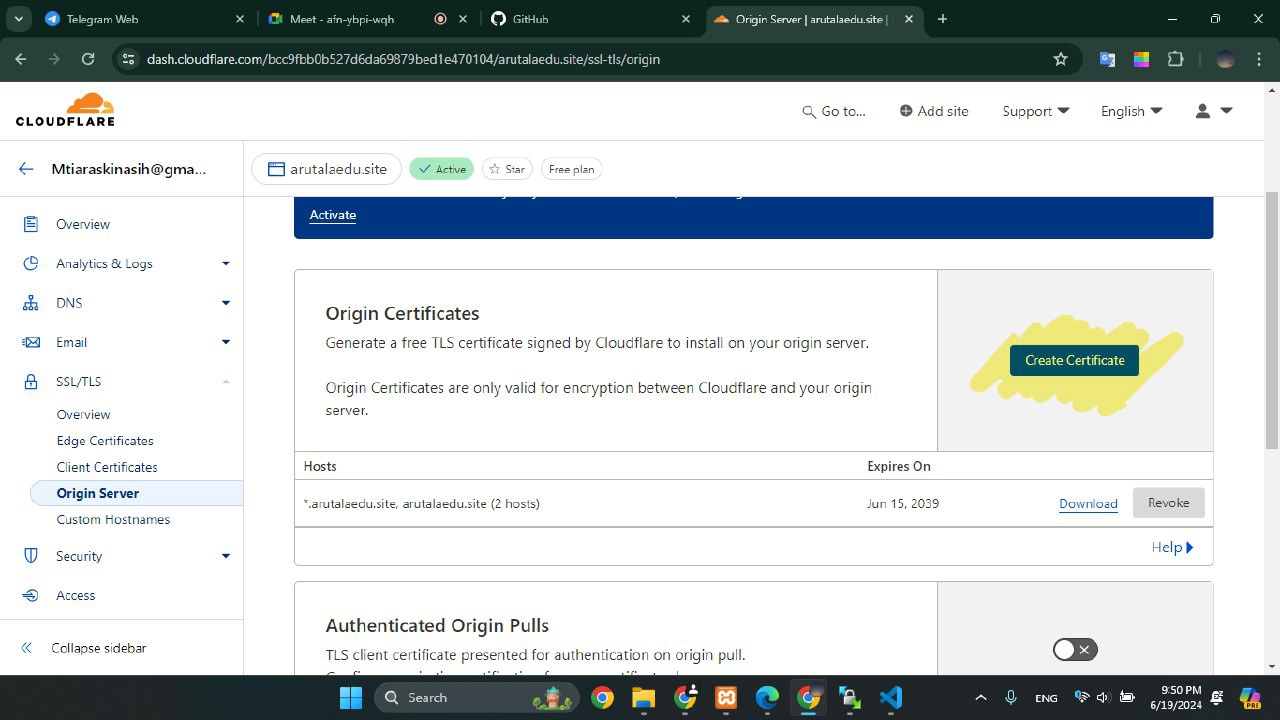 Telegram Web
Meet - afn-ybpi-wqh
GitHub
Origin Server | arutalaedu.site |
dash.cloudflare.com/bcc9fbb0b527d6da69879bed1e470104/arutalaedu.site/ssl-tls/origin
CLOUDFLARE
Go to...
Add site
Support
English
Mtiaraskinasih@gma...
arutalaedu.site
Active
Star
Free plan
Activate
Overview
Analytics & Logs
DNS
Email
SSL/TLS
Overview
Edge Certificates
Client Certificates
Origin Server
Custom Hostnames
Security
Access
Collapse sidebar
Origin Certificates
Generate a free TLS certificate signed by Cloudflare to install on your origin server.
Origin Certificates are only valid for encryption between Cloudflare and your origin
server.
Create Certificate
Hosts
Expires On
*.arutalaedu.site, arutalaedu.site (2 hosts)
Jun 15, 2039
Download
Revoke
Help
Authenticated Origin Pulls
TLS client certificate presented for authentication on origin pull.
Search
ENG
9:50 PM
6/19/2024
PRE